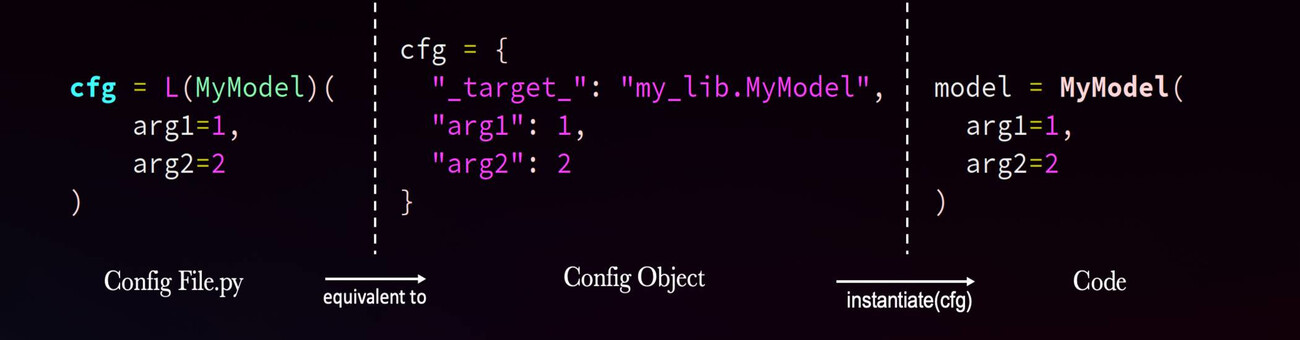 cfg = L(MyModel)(
    arg1=1,
    arg2=2
)
Config File.py
equivalent to
cfg = {
  "_target_": "my_lib.MyModel",
  "arg1": 1,
  "arg2": 2
}
Config Object
instantiate(cfg)
model = MyModel(
  arg1=1,
  arg2=2
)
Code